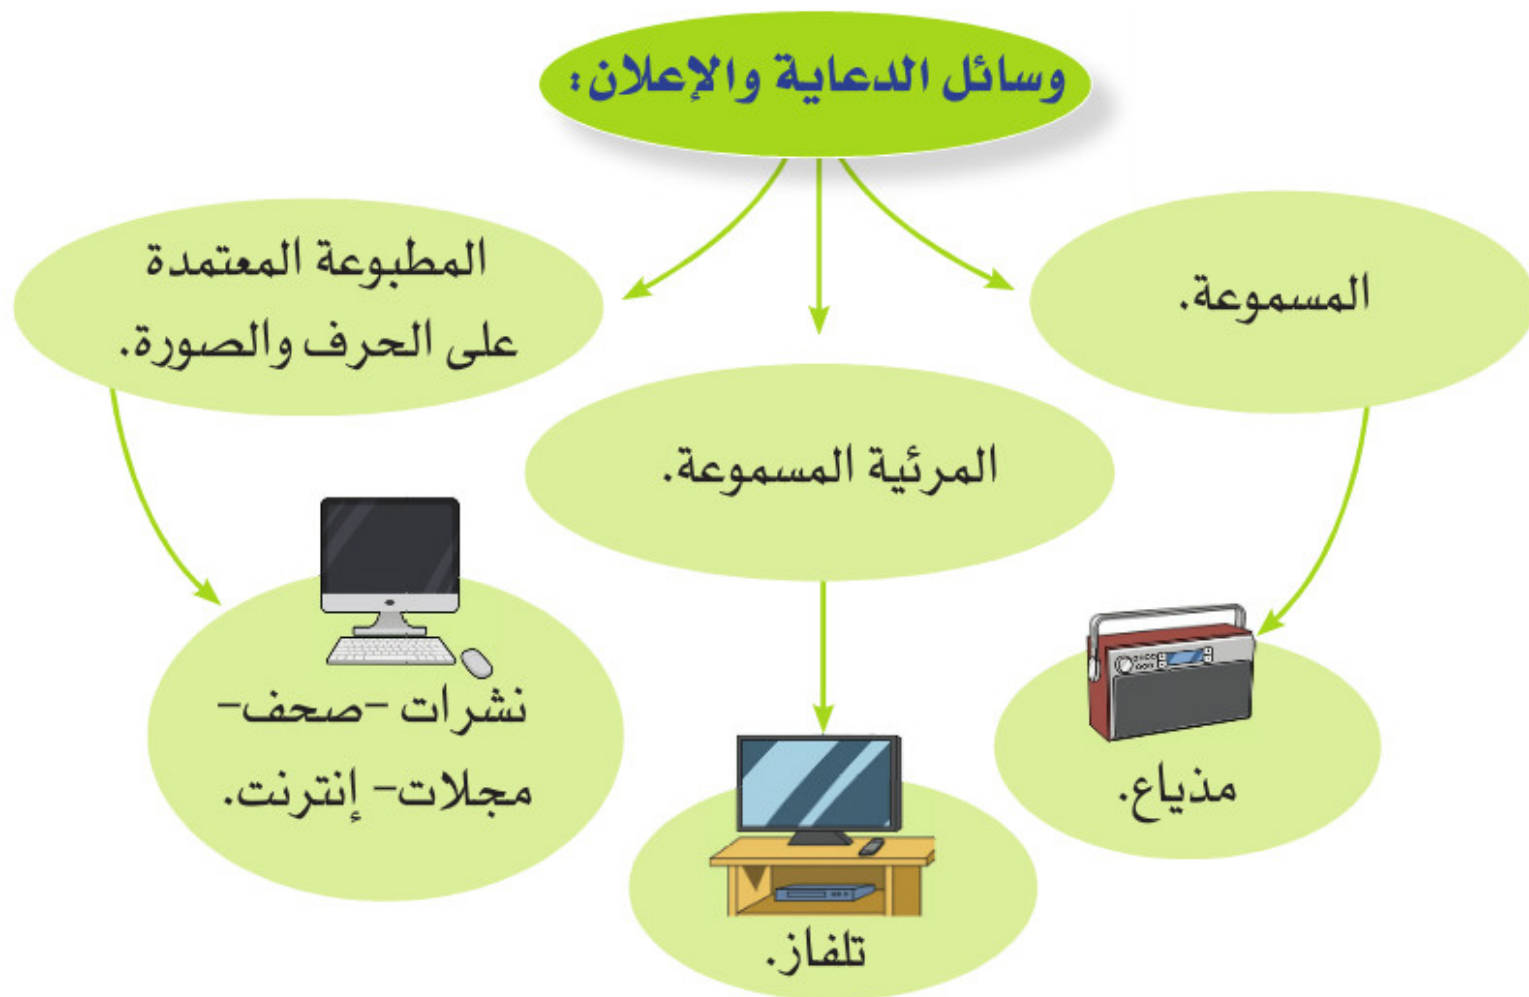 وسائل الدعاية والإعلان:
المسموعة.
مذياع.
المرئية المسموعة.
تلفاز.
المطبوعة المعتمدة
على الحرف والصورة.
نشرات -صحف-
مجلات- إنترنت.